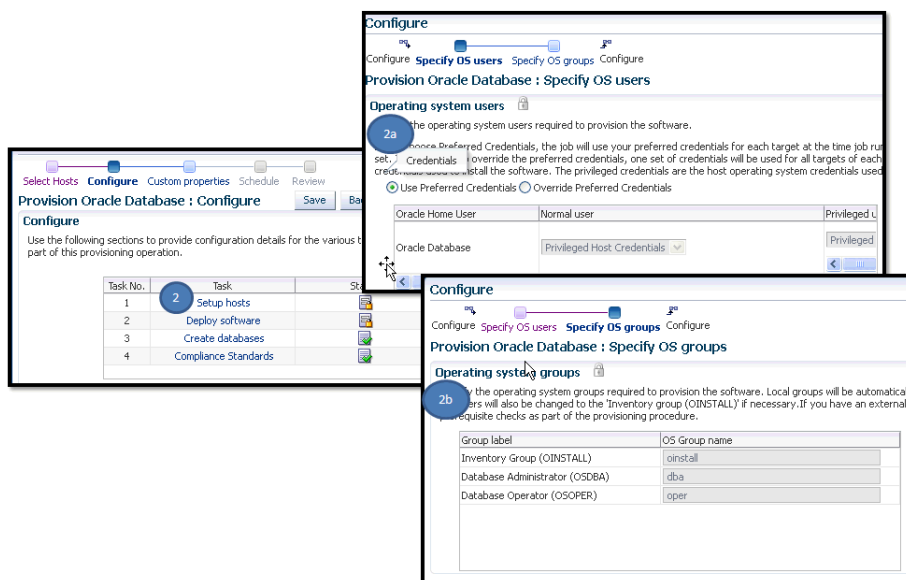 Configure
Configure Specify OS users Specify OS groups Configure
Provision Oracle Database : Specify OS users
Operating system users
2a
the operating system users required to provision the software.
Preferred Credentials, the job will use your preferred credentials for each target at the time job run
set. override the preferred credentials, one set of credentials will be used for all targets of each
Credentials
used to install the software. The privileged credentials are the host operating system credentials used
Use Preferred Credentials Override Preferred Credentials
Oracle Home User Normal user Privileged u
Oracle Database Privileged Host Credentials Privileged
Select Hosts Configure Custom properties Schedule Review
Provision Oracle Database : Configure Save Ba
Configure
Use the following sections to provide configuration details for the various t
part of this provisioning operation.
Task No. Task Sta
1 Setup hosts
2
2 Deploy software
3 Create databases
4 Compliance Standards
Configure
Configure Specify OS users Specify OS groups Configure
Provision Oracle Database : Specify OS groups
Operating system groups
2b
the operating system groups required to provision the software. Local groups will be automatical
ers will also be changed to the 'Inventory group (OINSTALL)' if necessary.If you have an external
requisite checks as part of the provisioning procedure.
Group label OS Group name
Inventory Group (OINSTALL) oinstall
Database Administrator (OSDBA) dba
Database Operator (OSOPER) oper